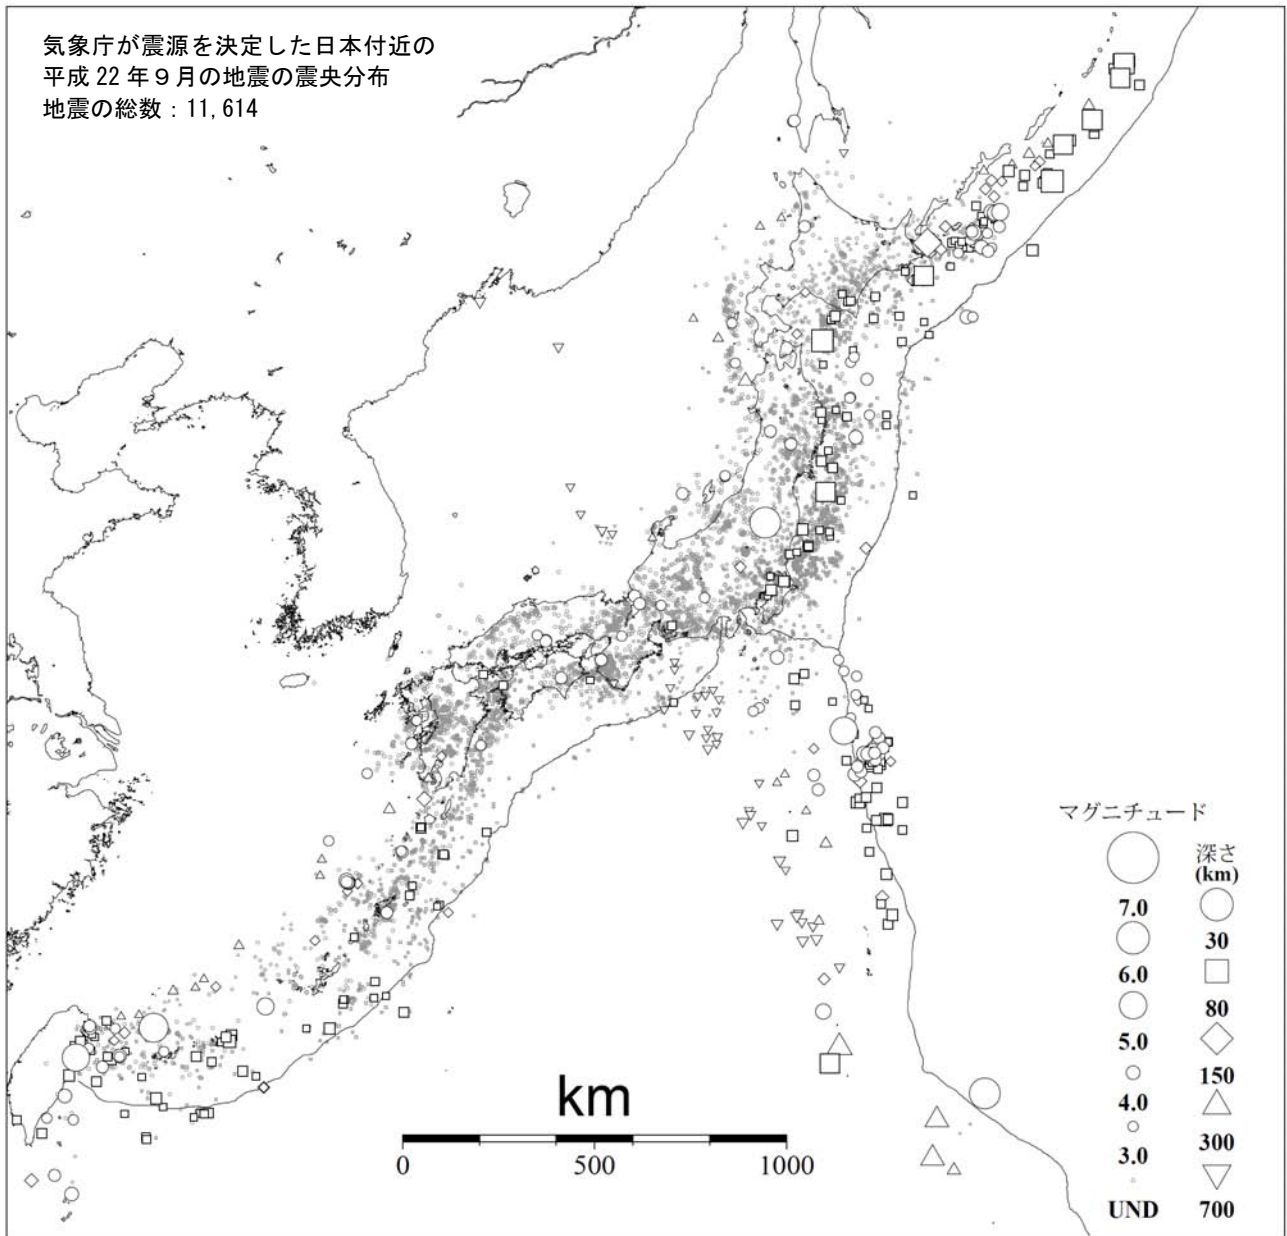 気象庁が震源を決定した日本付近の
平成 22 年９月の地震の震央分布
地震の総数：11,614
マグニチュード
深さ
(km)
7.0
30
6.0
80
5.0
150
4.0
300
3.0
UND 700
km
0 500 1000